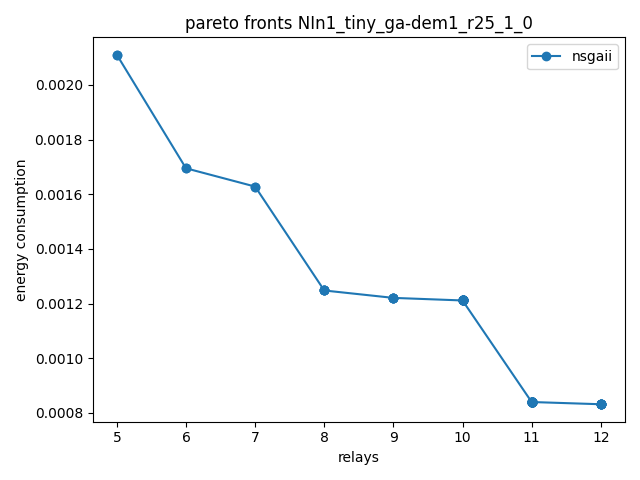 pareto fronts NIn1_tiny_ga-dem1_r25_1_0
nsgaii
energy consumption
0.0020
0.0018
0.0016
0.0014
0.0012
0.0010
0.0008
5 6 7 8 9 10 11 12
relays